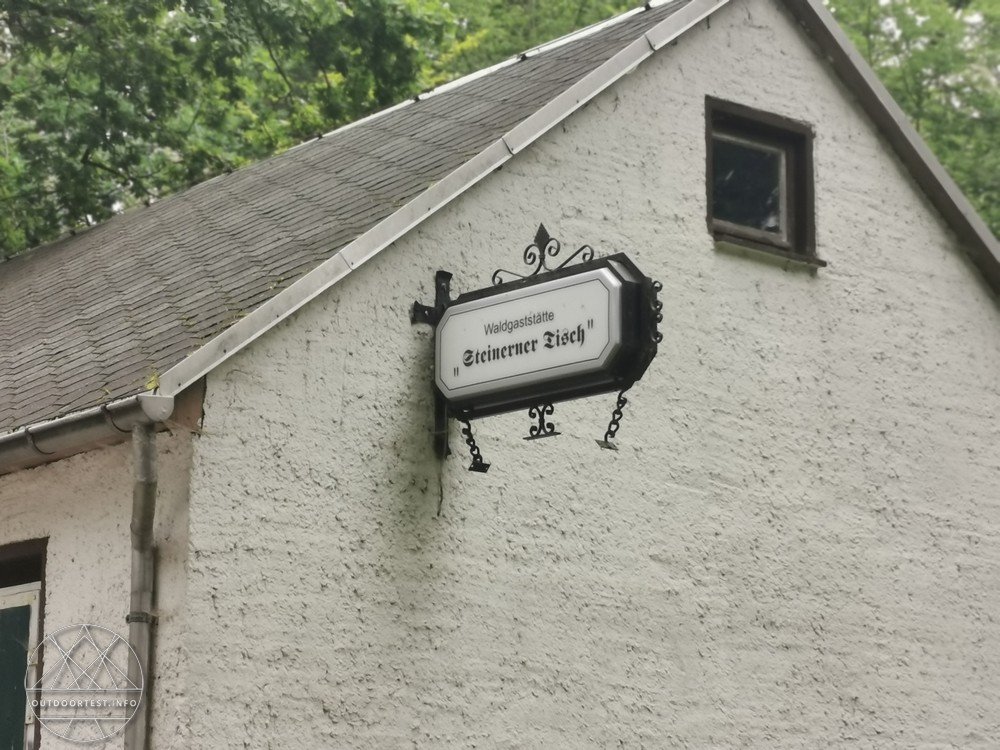 Waldgaststätte
"Steinerner Tisch"
OUTDOORTEST.INFO